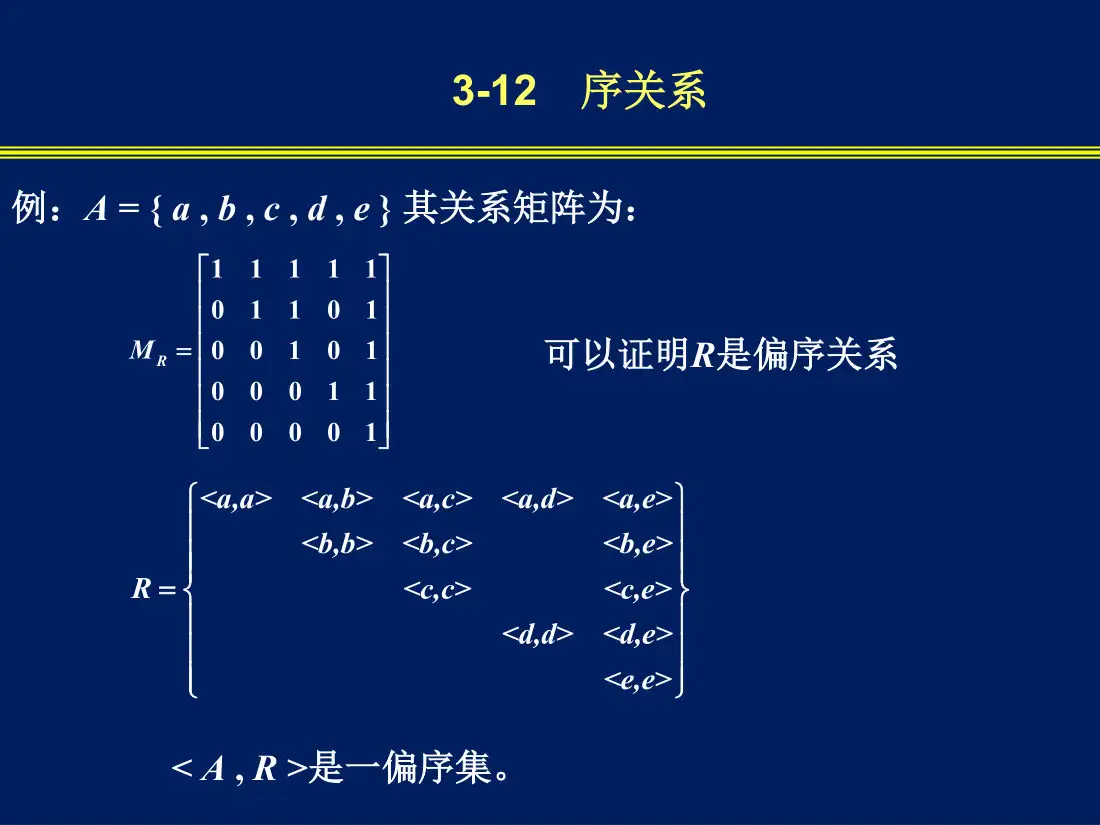 3-12 序关系
例：A = { a , b , c , d , e } 其关系矩阵为：
1 1 1 1 1
0 1 1 0 1
M_R = 0 0 1 0 1
0 0 0 1 1
0 0 0 0 1
可以证明R是偏序关系
<a,a> <a,b> <a,c> <a,d> <a,e>
<b,b> <b,c> <b,e>
R = <c,c> <c,e>
<d,d> <d,e>
<e,e>
< A , R >是一偏序集。